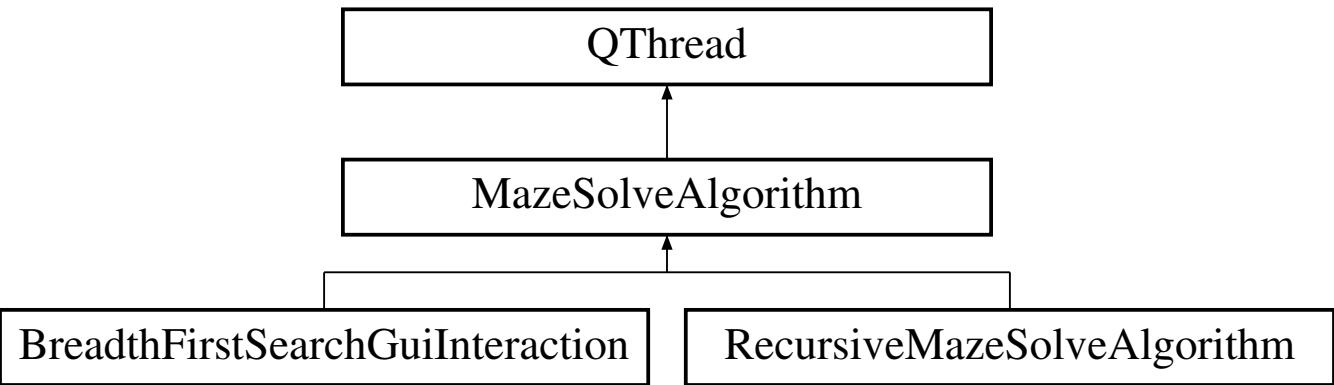 QThread
MazeSolveAlgorithm
BreadthFirstSearchGuiInteraction
RecursiveMazeSolveAlgorithm